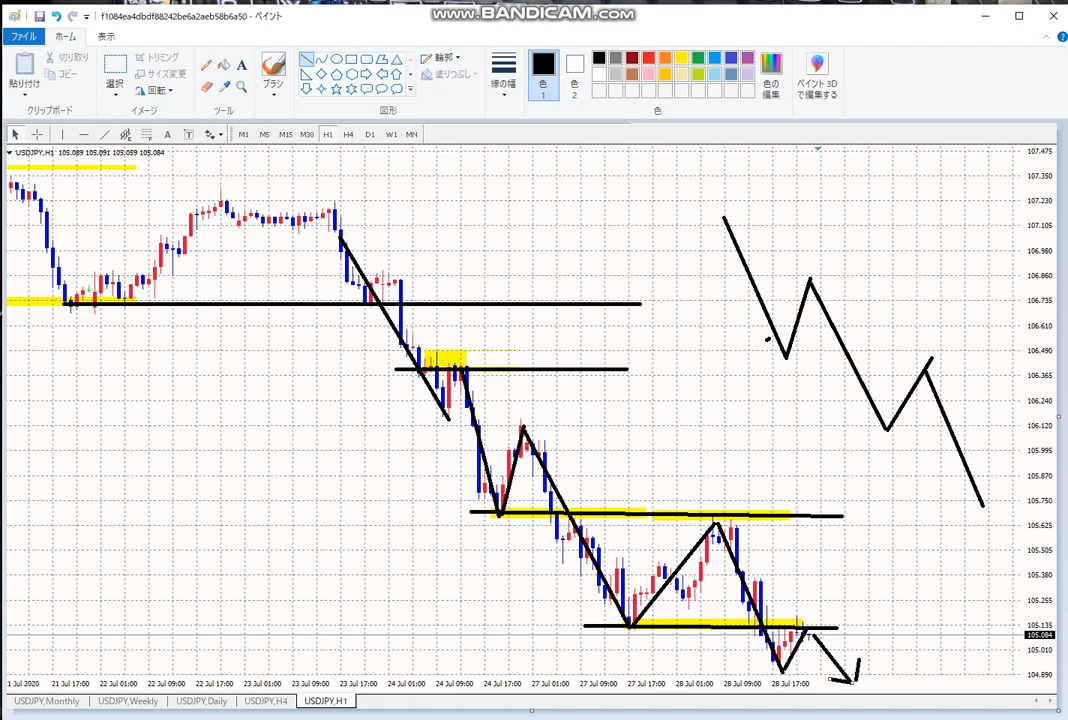 f1084ea4dbdf88242be6a2aeb58b6a50 - ペイント
www.BANDICAM.com
ファイル ホーム 表示
貼り付け 切り取り コピー 選択 トリミング サイズ変更 回転 ブラシ 輪郭 塗りつぶし 線の幅 色 1 色 2 色の 編集 ペイント 3D で編集する
クリップボード イメージ ツール 図形 色
A T M1 M5 M15 M30 H1 H4 D1 W1 MN
USDJPY,H1 105.089 105.091 105.059 105.084
107.475
107.350
107.230
107.105
106.980
106.860
106.735
106.610
106.490
106.365
106.240
106.120
105.995
105.870
105.750
105.625
105.505
105.380
105.255
105.135
105.084
105.010
104.890
1 Jul 2020 21 Jul 17:00 22 Jul 01:00 22 Jul 09:00 22 Jul 17:00 23 Jul 01:00 23 Jul 09:00 23 Jul 17:00 24 Jul 01:00 24 Jul 09:00 24 Jul 17:00 27 Jul 01:00 27 Jul 09:00 27 Jul 17:00 28 Jul 01:00 28 Jul 09:00 28 Jul 17:00
USDJPY,Monthly USDJPY,Weekly USDJPY,Daily USDJPY,H4 USDJPY,H1